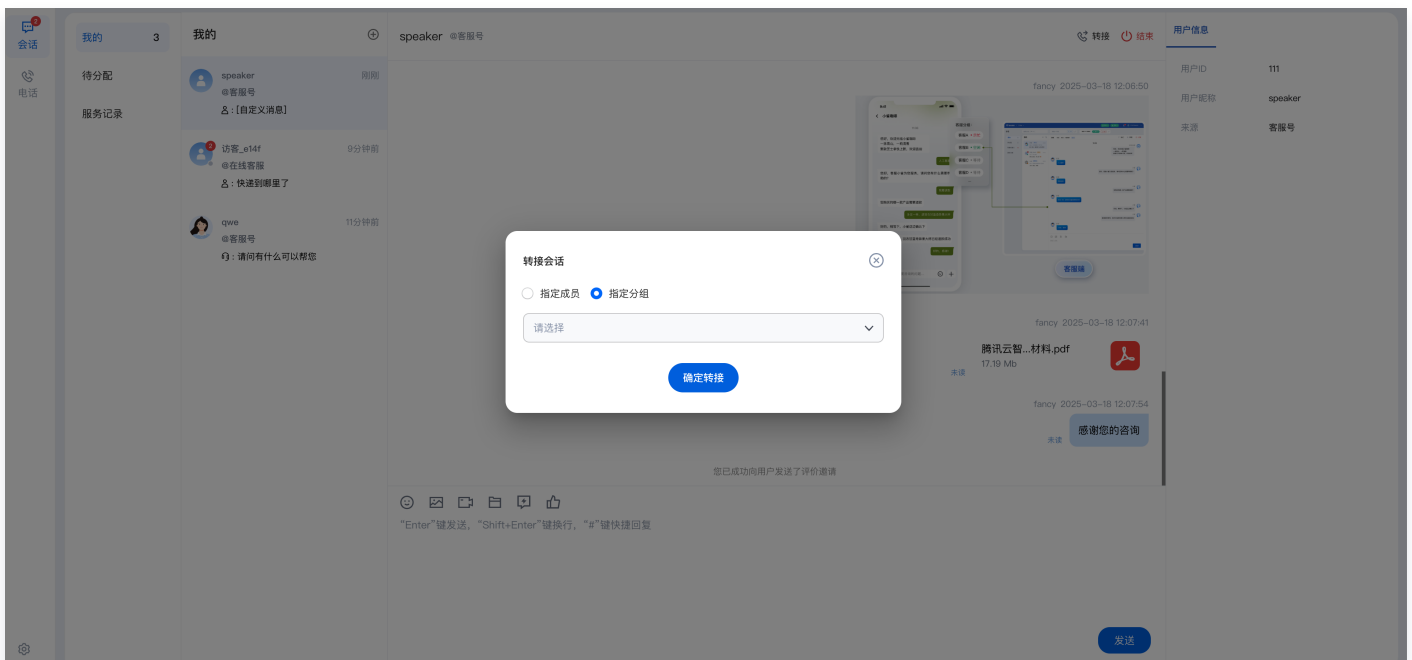 2
会话
电话
我的 3
待分配
服务记录
我的
speaker 刚刚
@客服号
: [自定义消息]
2
访客_e14f 9分钟前
@在线客服
: 快递到哪里了
qwe 11分钟前
@客服号
: 请问有什么可以帮您
speaker @客服号
转接 结束
fancy 2025-03-18 12:06:50
客服端
fancy 2025-03-18 12:07:41
腾讯云智...材料.pdf
17.19 Mb
未读
fancy 2025-03-18 12:07:54
感谢您的咨询
未读
您已成功向用户发送了评价邀请
“Enter”键发送, “Shift+Enter”键换行, “#”键快捷回复
发送
转接会话
指定成员 指定分组
请选择
确定转接
用户信息
用户ID 111
用户昵称 speaker
来源 客服号